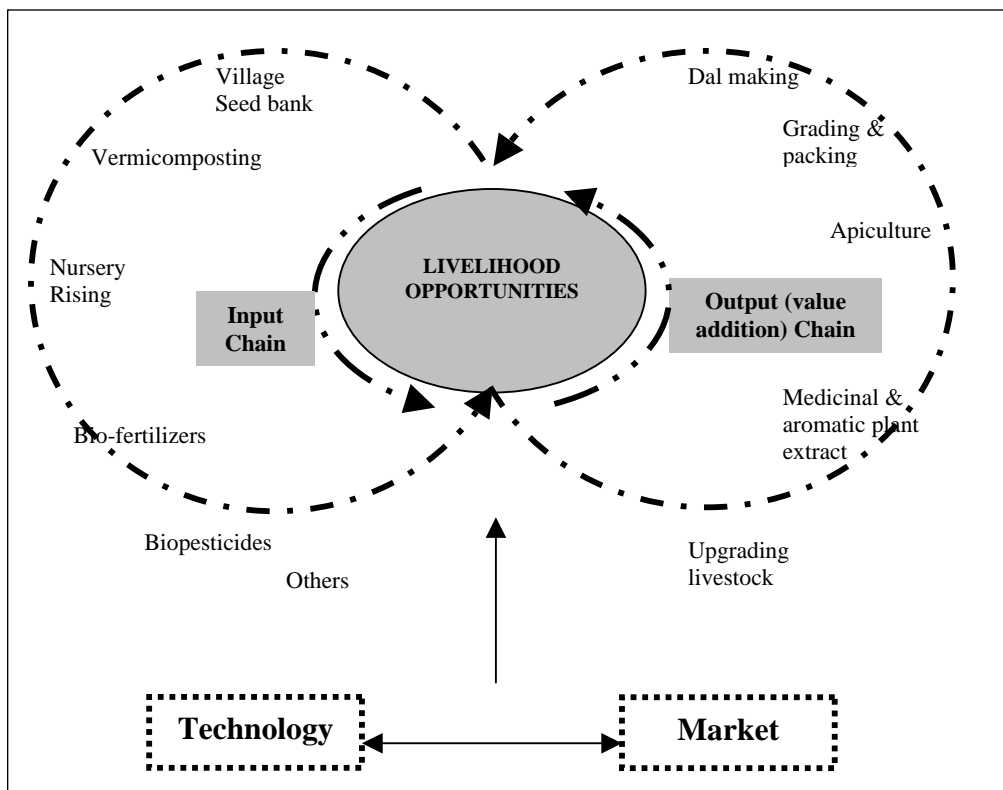 Village
Seed bank
Dal making
Grading &
packing
Vermicomposting
Apiculture
Nursery
Rising
LIVELIHOOD
OPPORTUNITIES
Input
Chain
Output (value
addition) Chain
Medicinal &
aromatic plant
extract
Bio-fertilizers
Biopesticides
Others
Upgrading
livestock
Technology
Market